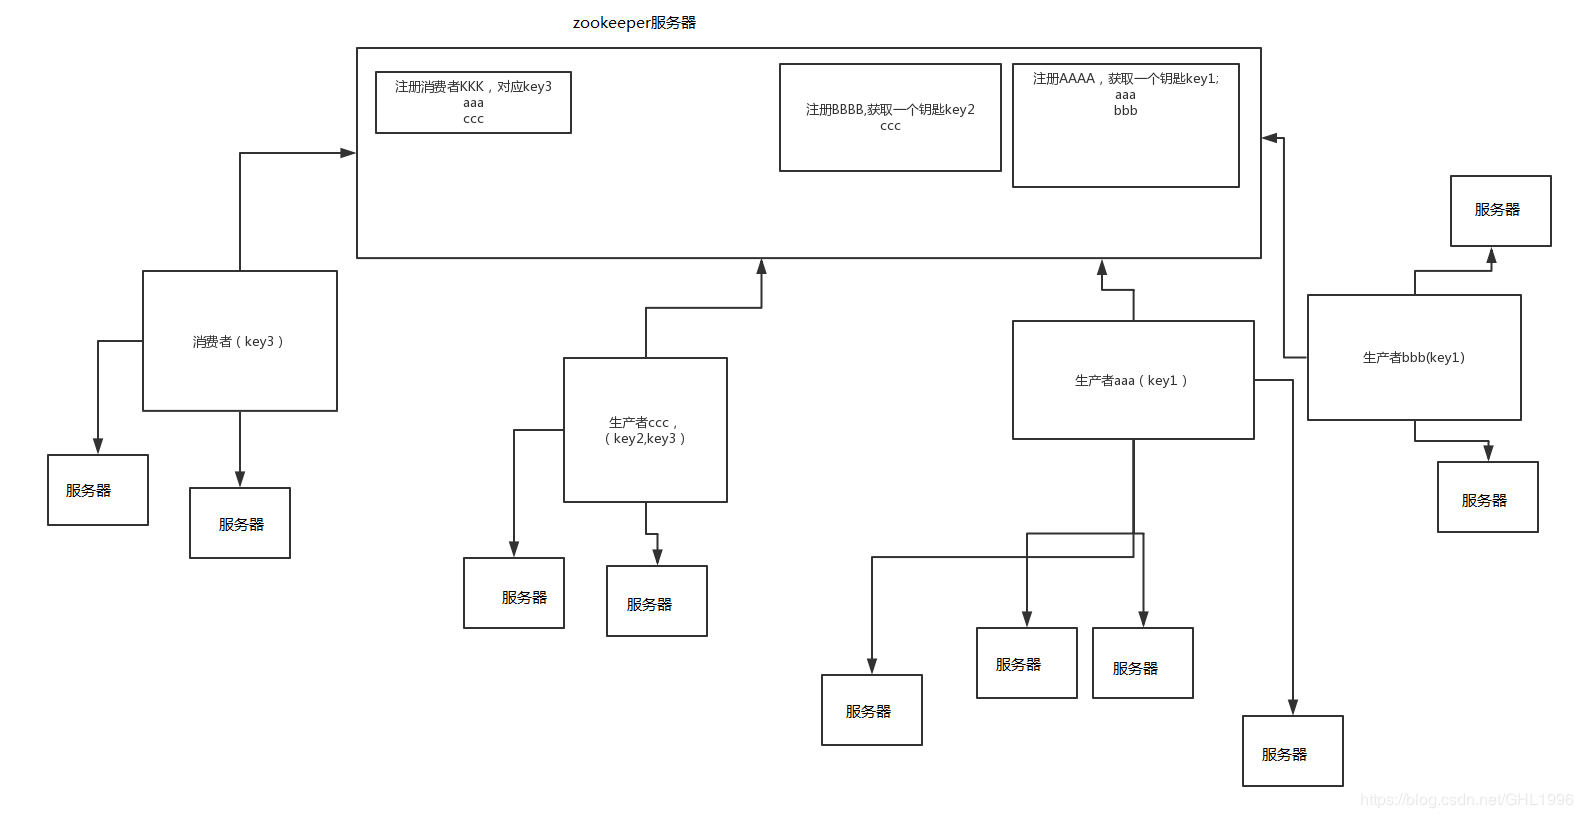 zookeeper服务器
注册消费者KKK，对应key3
aaa
ccc
注册BBBB,获取一个钥匙key2
ccc
注册AAAA，获取一个钥匙key1;
aaa
bbb
服务器
消费者（key3）
生产者ccc，
（key2,key3）
生产者aaa（key1）
生产者bbb(key1)
服务器
服务器
服务器
服务器
服务器
服务器
服务器
服务器
服务器
服务器
https://blog.csdn.net/GHL1996